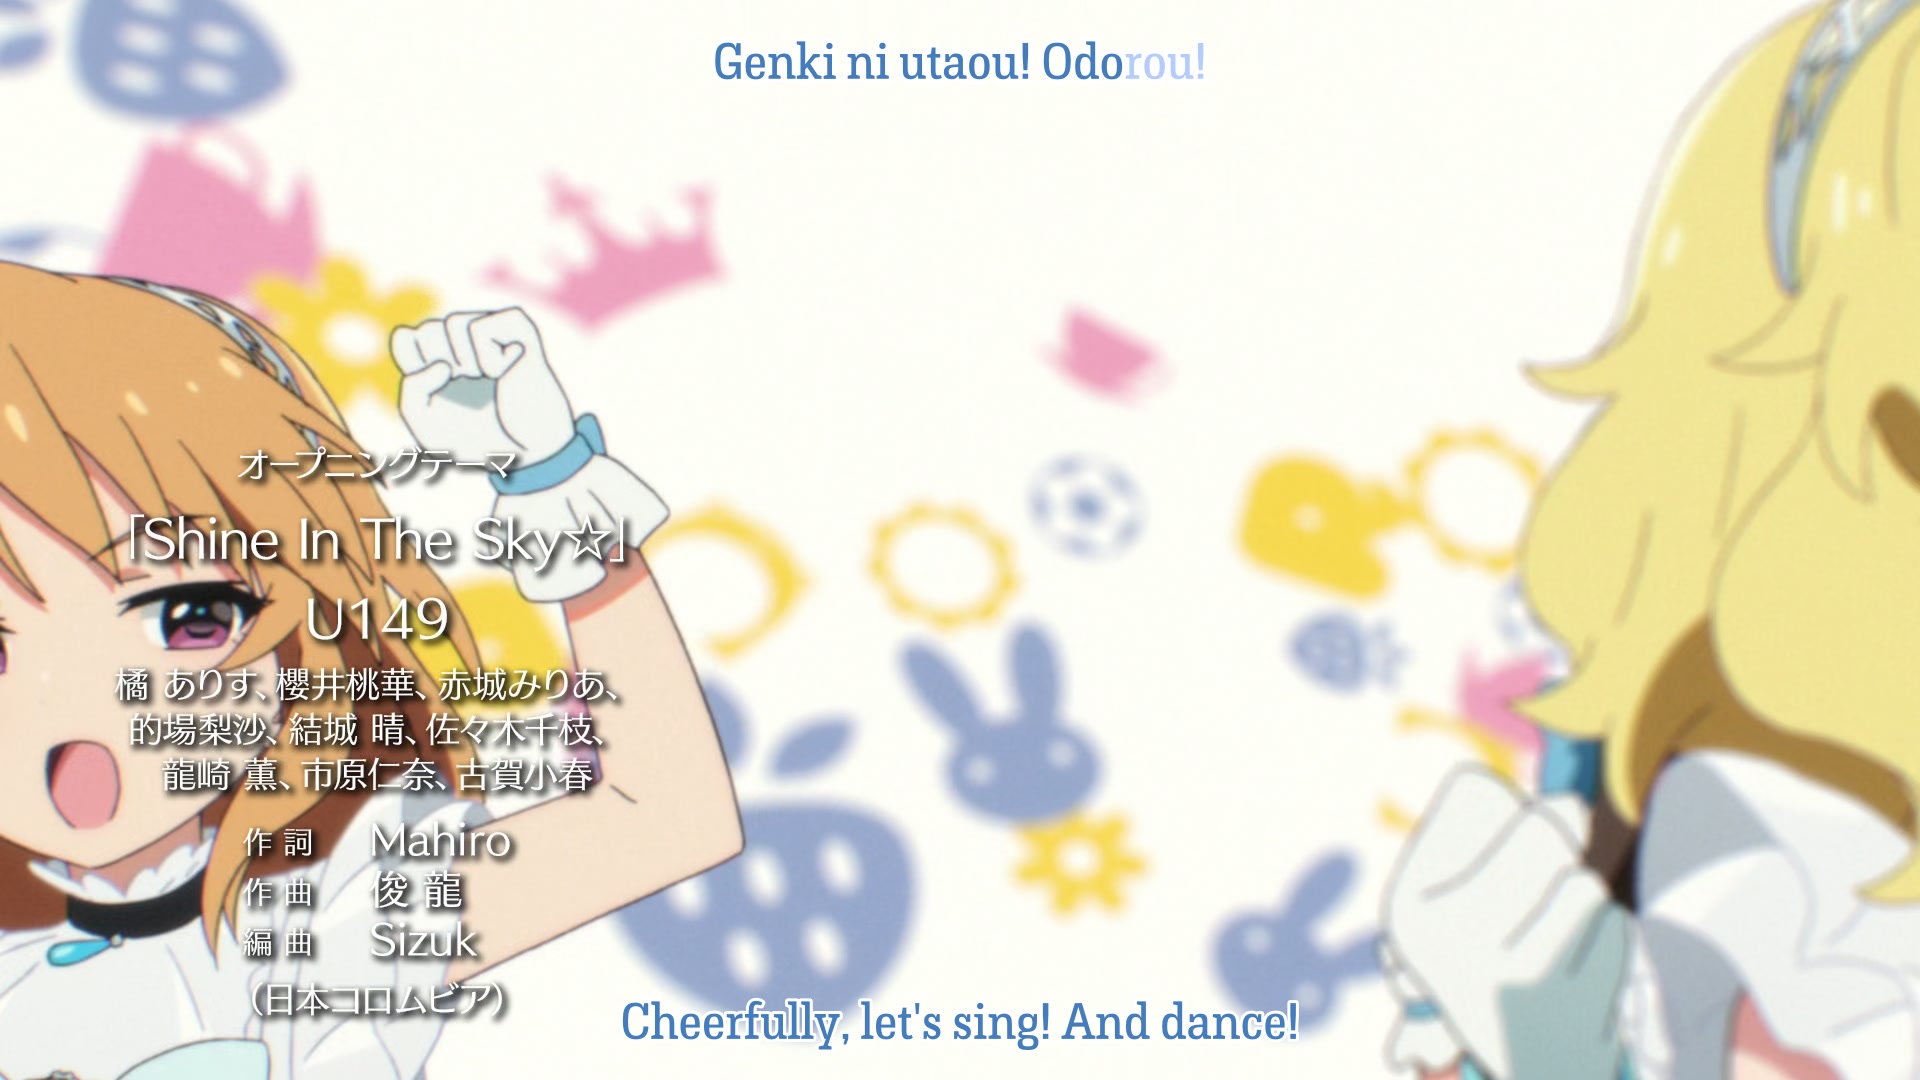 Genki ni utaou! Odorou!
オープニングテーマ
「Shine In The Sky☆」
U149
橘 ありす、櫻井桃華、赤城みりあ、
的場梨沙、結城 晴、佐々木千枝、
龍崎 薫、市原仁奈、古賀小春
作 詞 Mahiro
作 曲 俊 龍
編 曲 Sizuk
（日本コロムビア）
Cheerfully, let's sing! And dance!